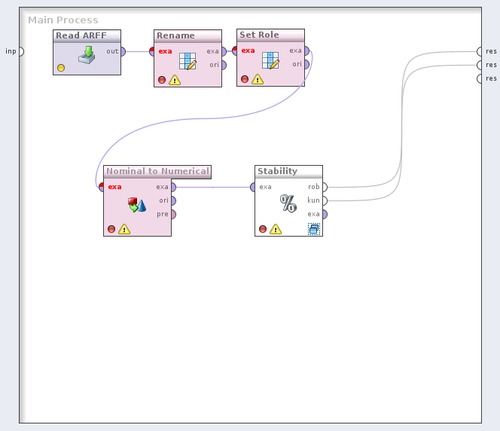 Main Process
Read ARFF
out
Rename
exa
exa
ori
Set Role
exa
exa
ori
inp
res
res
res
Nominal to Numerical
exa
exa
ori
pre
Stability
exa
rob
kun
exa
%